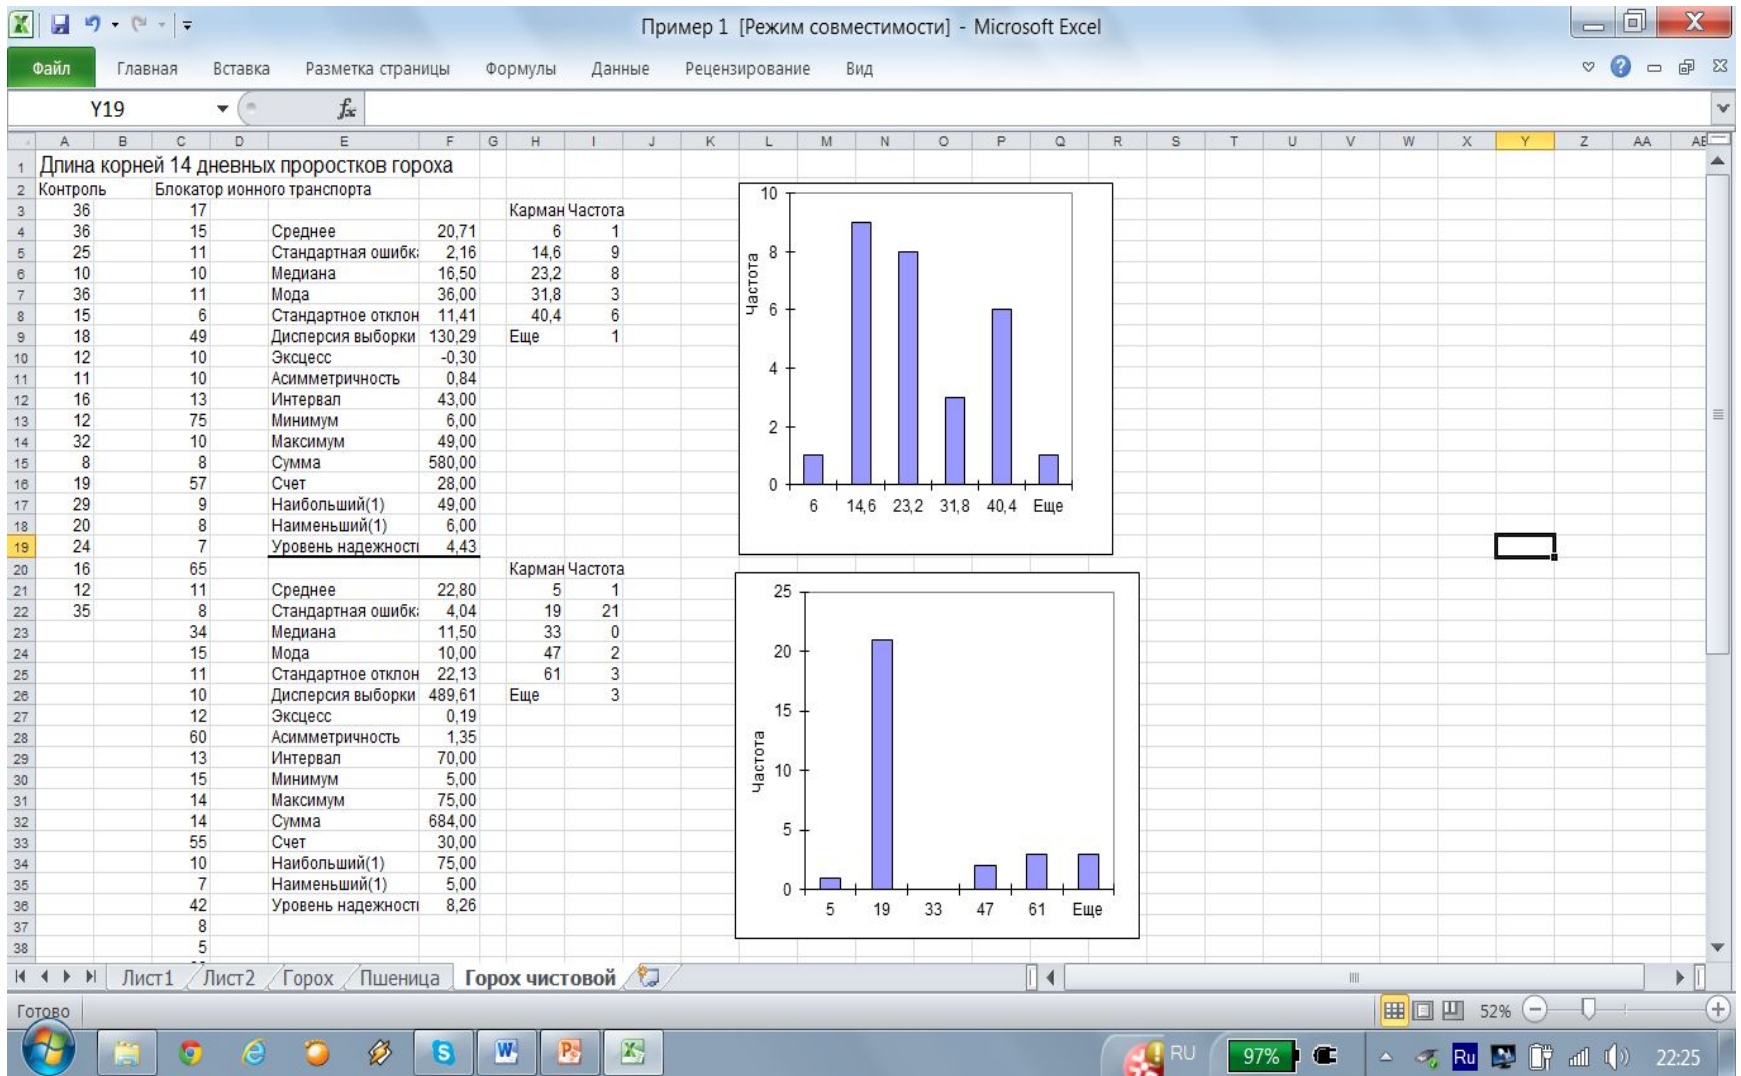 Пример 1 [Режим совместимости] - Microsoft Excel
Файл Главная Вставка Разметка страницы Формулы Данные Рецензирование Вид
Y19 fx
A B C D E F G H I J K L M N O P Q R S T U V W X Y Z AA
1 Длина корней 14 дневных проростков гороха
2 Контроль Блокатор ионного транспорта
3 36 17 Карман Частота
4 36 15 Среднее 20,71 6 1
5 25 11 Стандартная ошибка 2,16 14,6 9
6 10 10 Медиана 16,50 23,2 8
7 36 11 Мода 36,00 31,8 3
8 15 6 Стандартное отклон 11,41 40,4 6
9 18 49 Дисперсия выборки 130,29 Еще 1
10 12 10 Эксцесс -0,30
11 11 10 Асимметричность 0,84
12 16 13 Интервал 43,00
13 12 75 Минимум 6,00
14 32 10 Максимум 49,00
15 8 8 Сумма 580,00
16 19 57 Счет 28,00
17 29 9 Наибольший(1) 49,00
18 20 8 Наименьший(1) 6,00
19 24 7 Уровень надежности 4,43
20 16 65 Карман Частота
21 12 11 Среднее 22,80 5 1
22 35 8 Стандартная ошибка 4,04 19 21
23 34 Медиана 11,50 33 0
24 15 Мода 10,00 47 2
25 11 Стандартное отклон 22,13 61 3
26 10 Дисперсия выборки 489,61 Еще 3
27 12 Эксцесс 0,19
28 60 Асимметричность 1,35
29 13 Интервал 70,00
30 15 Минимум 5,00
31 14 Максимум 75,00
32 14 Сумма 684,00
33 55 Счет 30,00
34 10 Наибольший(1) 75,00
35 7 Наименьший(1) 5,00
36 42 Уровень надежности 8,26
37 8
38 5
10
8
6
4
2
0
Частота
6 14,6 23,2 31,8 40,4 Еще
25
20
15
10
5
0
Частота
5 19 33 47 61 Еще
Лист1 Лист2 Горох Пшеница Горох чистовой
Готово 52%
RU 97% Ru 22:25